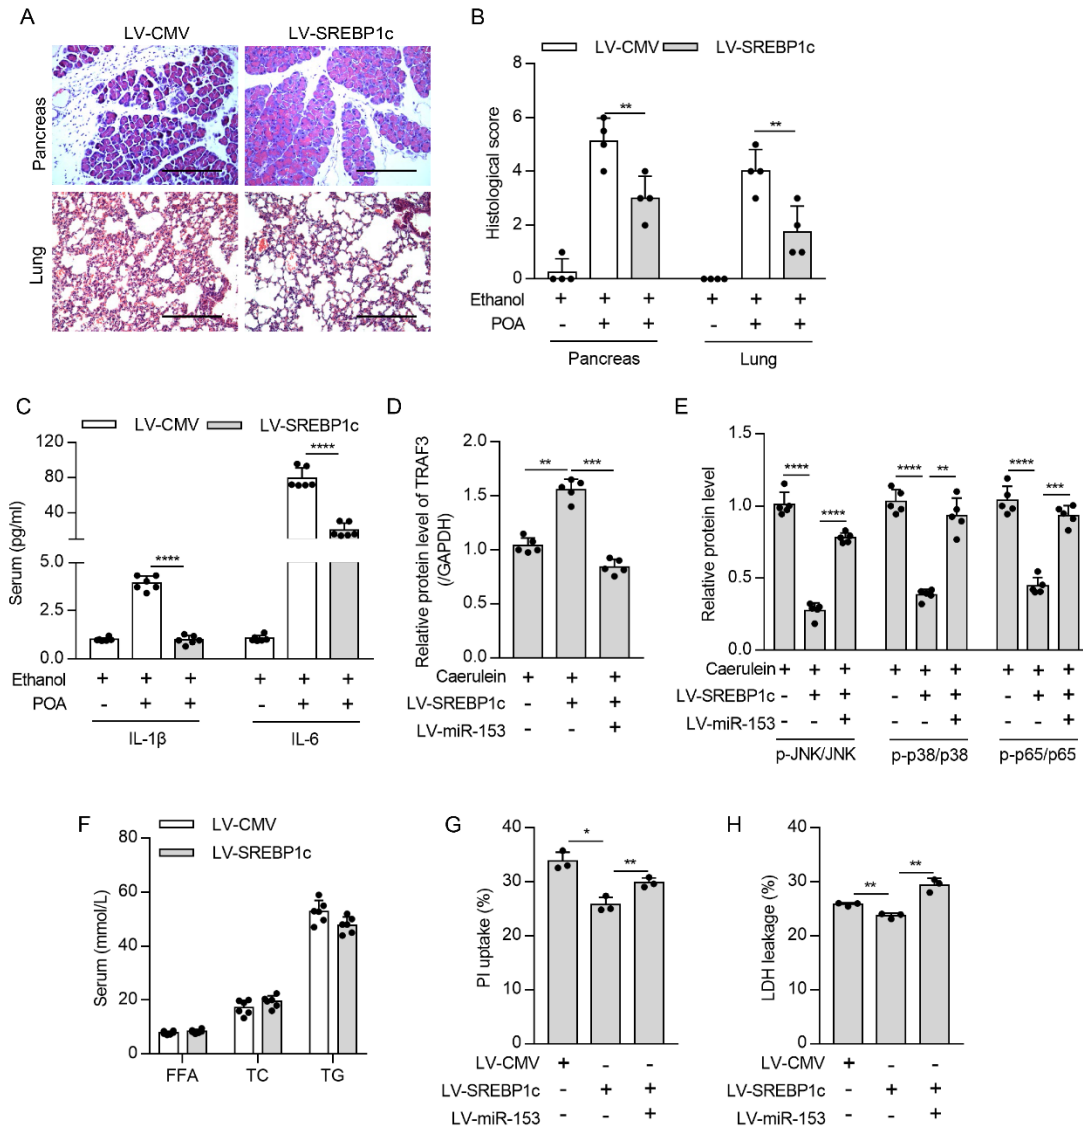 A
LV-CMV LV-SREBP1c
Pancreas
Lung
B
LV-CMV LV-SREBP1c
Histological score
8
6
4
2
0
** **
Ethanol + + + + + +
POA - + + - + +
Pancreas Lung
C
LV-CMV LV-SREBP1c
Serum (pg/ml)
120
80
40
5.0
2.5
0.0
**** ****
Ethanol + + + + + +
POA - + + - + +
IL-1β IL-6
D
Relative protein level of TRAF3
(/GAPDH)
2.0
1.5
1.0
0.5
0.0
** ***
Caerulein + + +
LV-SREBP1c - + +
LV-miR-153 - - +
E
Relative protein level
1.5
1.0
0.5
0.0
**** **** **** ** **** ***
Caerulein + + + + + + + + +
LV-SREBP1c - + + - + + - + +
LV-miR-153 - - + - - + - - +
p-JNK/JNK p-p38/p38 p-p65/p65
F
LV-CMV
LV-SREBP1c
Serum (mmol/L)
80
60
40
20
0
FFA TC TG
G
PI uptake (%)
40
30
20
10
0
* **
LV-CMV + - -
LV-SREBP1c - + +
LV-miR-153 - - +
H
LDH leakage (%)
40
30
20
10
0
** **
LV-CMV + - -
LV-SREBP1c - + +
LV-miR-153 - - +